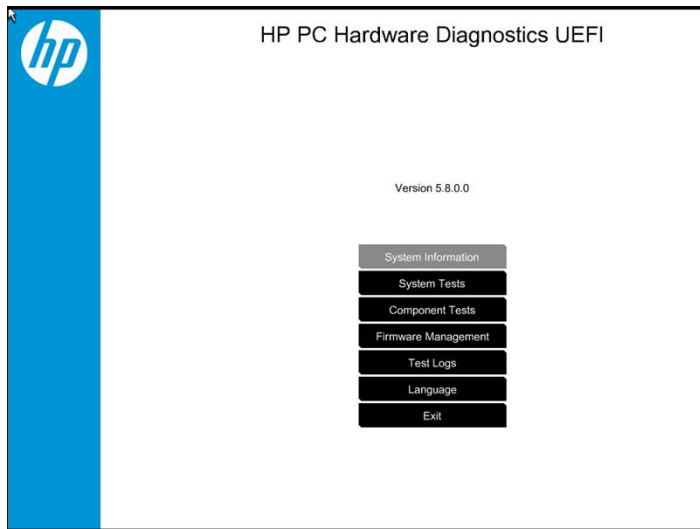 hp
HP PC Hardware Diagnostics UEFI
Version 5.8.0.0
System Information
System Tests
Component Tests
Firmware Management
Test Logs
Language
Exit